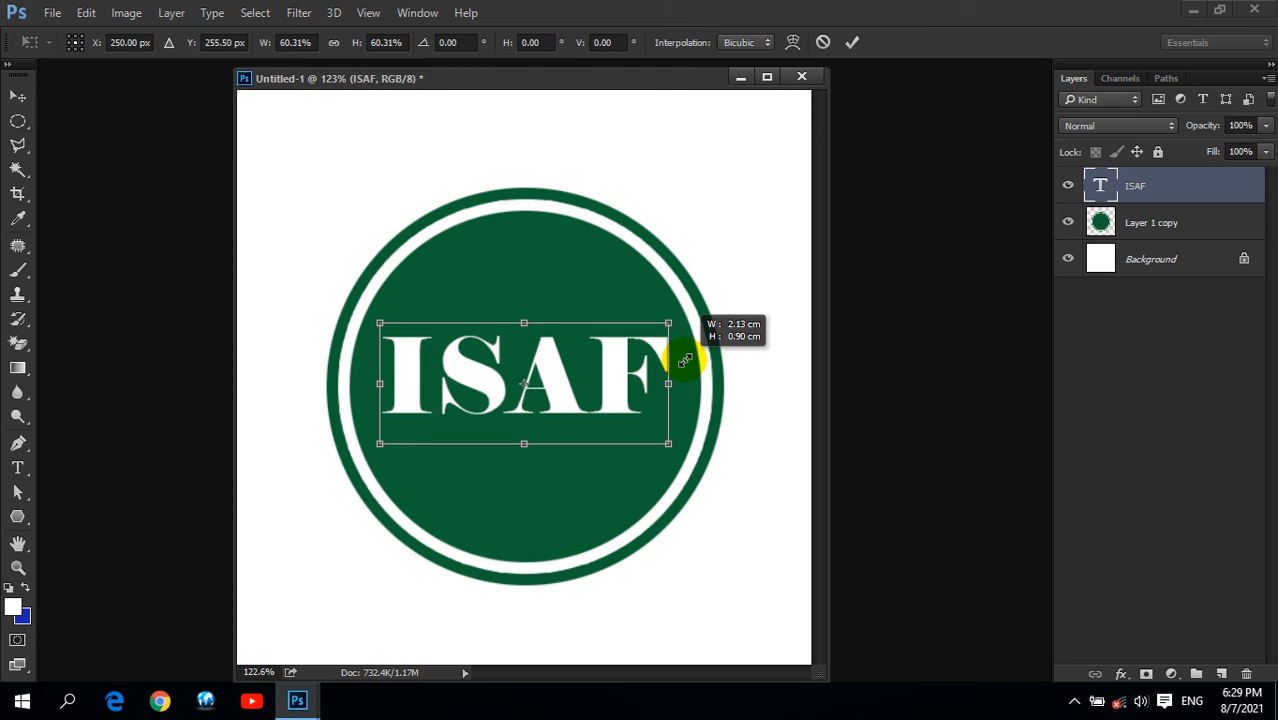 Ps File Edit Image Layer Type Select Filter 3D View Window Help
X: 250.00 px Y: 255.50 px W: 60.31% H: 60.31% 0.00 ° H: 0.00 ° V: 0.00 ° Interpolation: Bicubic Essentials
Ps Untitled-1 @ 123% (ISAF, RGB/8) *
Layers Channels Paths
Kind
Normal Opacity: 100%
Lock: Fill: 100%
T ISAF
Layer 1 copy
Background
W : 2.13 cm
H : 0.90 cm
ISAF
122.6% Doc: 732.4K/1.17M
Ps ENG 6:29 PM
8/7/2021